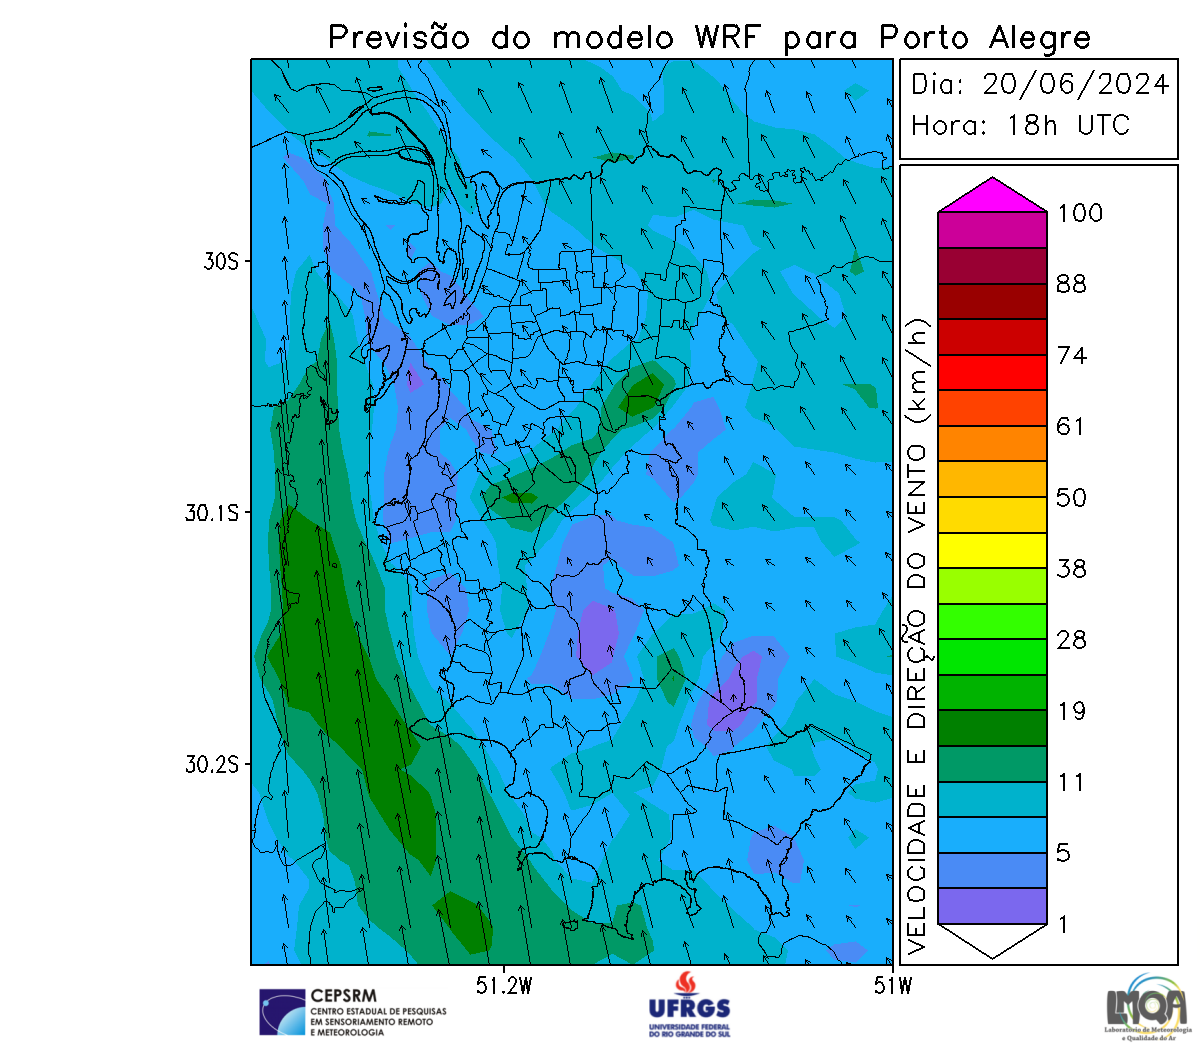 Previsão do modelo WRF para Porto Alegre
Dia: 20/06/2024
Hora: 18h UTC
VELOCIDADE E DIREÇÃO DO VENTO (km/h)
100
88
74
61
50
38
28
19
11
5
1
30S
30.1S
30.2S
51.2W
51W
CEPSRM
CENTRO ESTADUAL DE PESQUISAS
EM SENSORIAMENTO REMOTO
E METEOROLOGIA
UFRGS
UNIVERSIDADE FEDERAL
DO RIO GRANDE DO SUL
LMQA
Laboratório de Meteorologia
e Qualidade do Ar